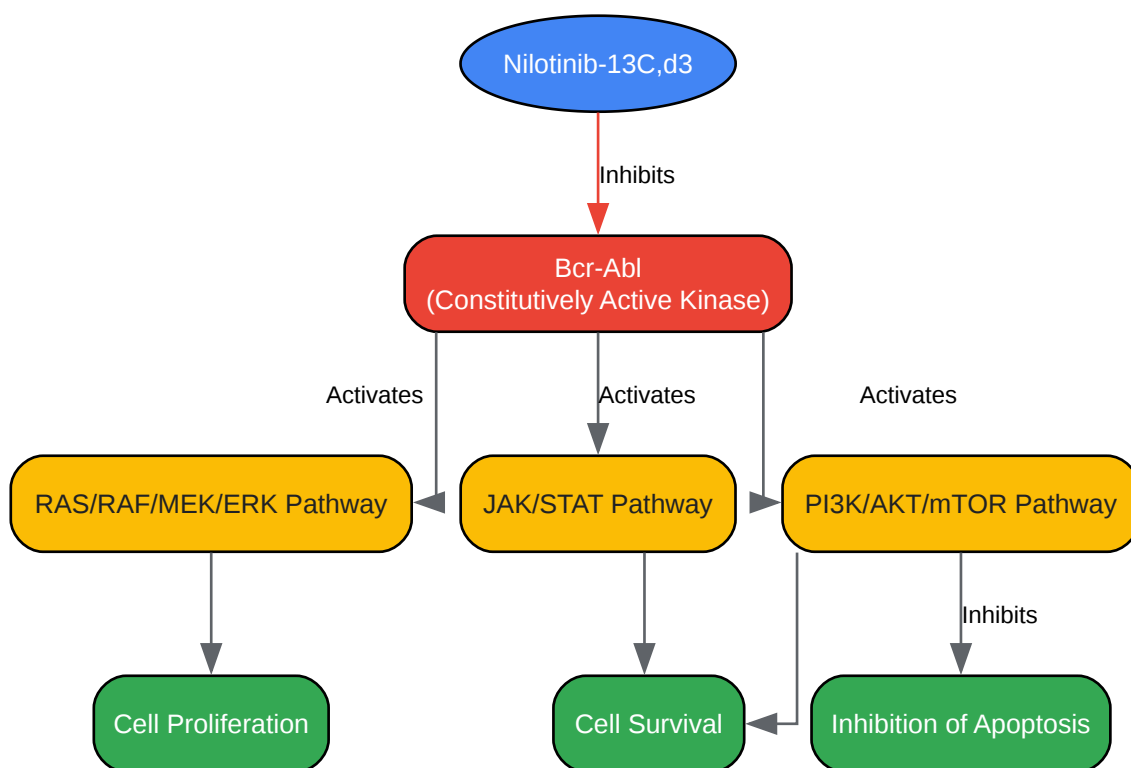 Nilotinib-13C,d3
Inhibits
Bcr-Abl
(Constitutively Active Kinase)
Activates
Activates
Activates
RAS/RAF/MEK/ERK Pathway
JAK/STAT Pathway
PI3K/AKT/mTOR Pathway
Inhibits
Cell Proliferation
Cell Survival
Inhibition of Apoptosis